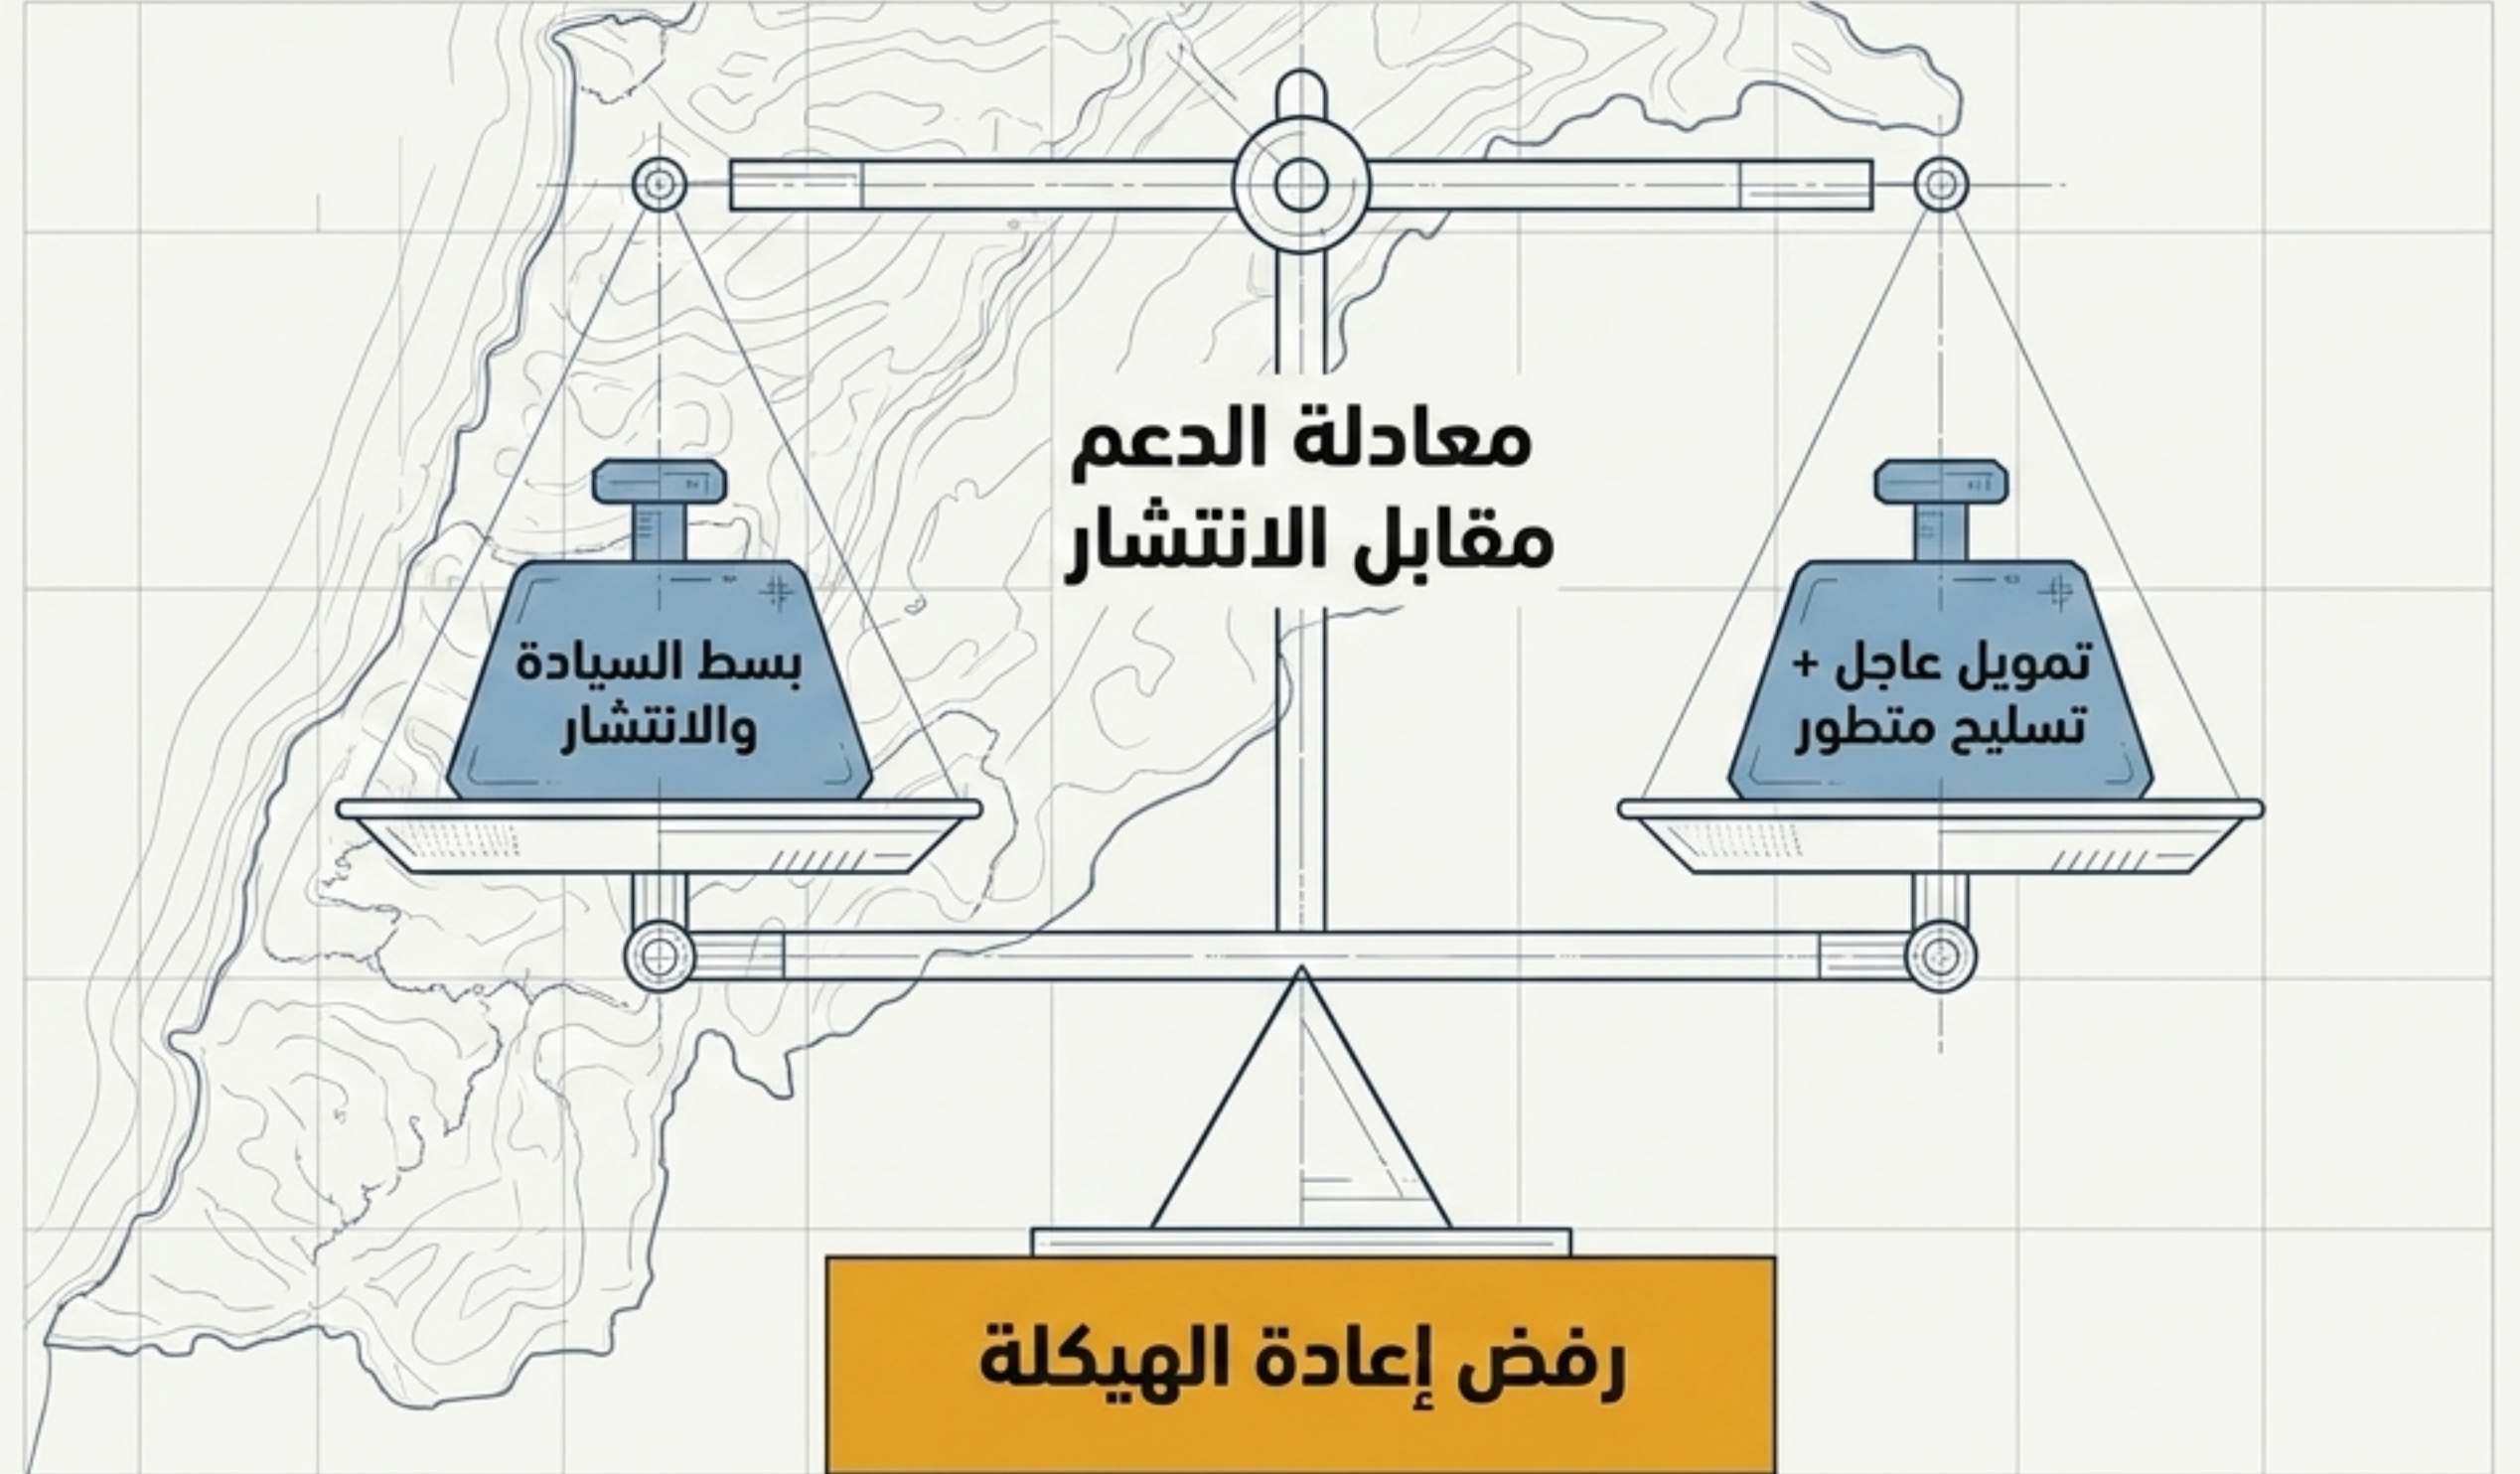 معادلة الدعم
مقابل الانتشار
تمويل عاجل +
تسليح متطور
بسط السيادة
والانتشار
رفض إعادة الهيكلة